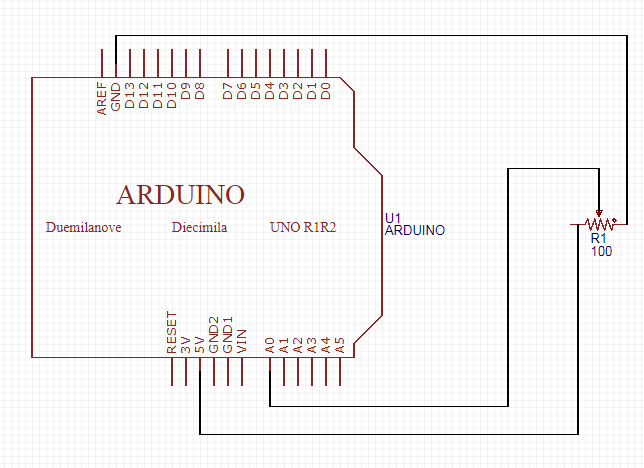 AREF
GND
D13
D12
D11
D10
D9
D8
D7
D6
D5
D4
D3
D2
D1
D0
ARDUINO
Duemilanove
Diecimila
UNO R1R2
U1
ARDUINO
R1
100
RESET
3V
5V
GND2
GND1
VIN
A0
A1
A2
A3
A4
A5